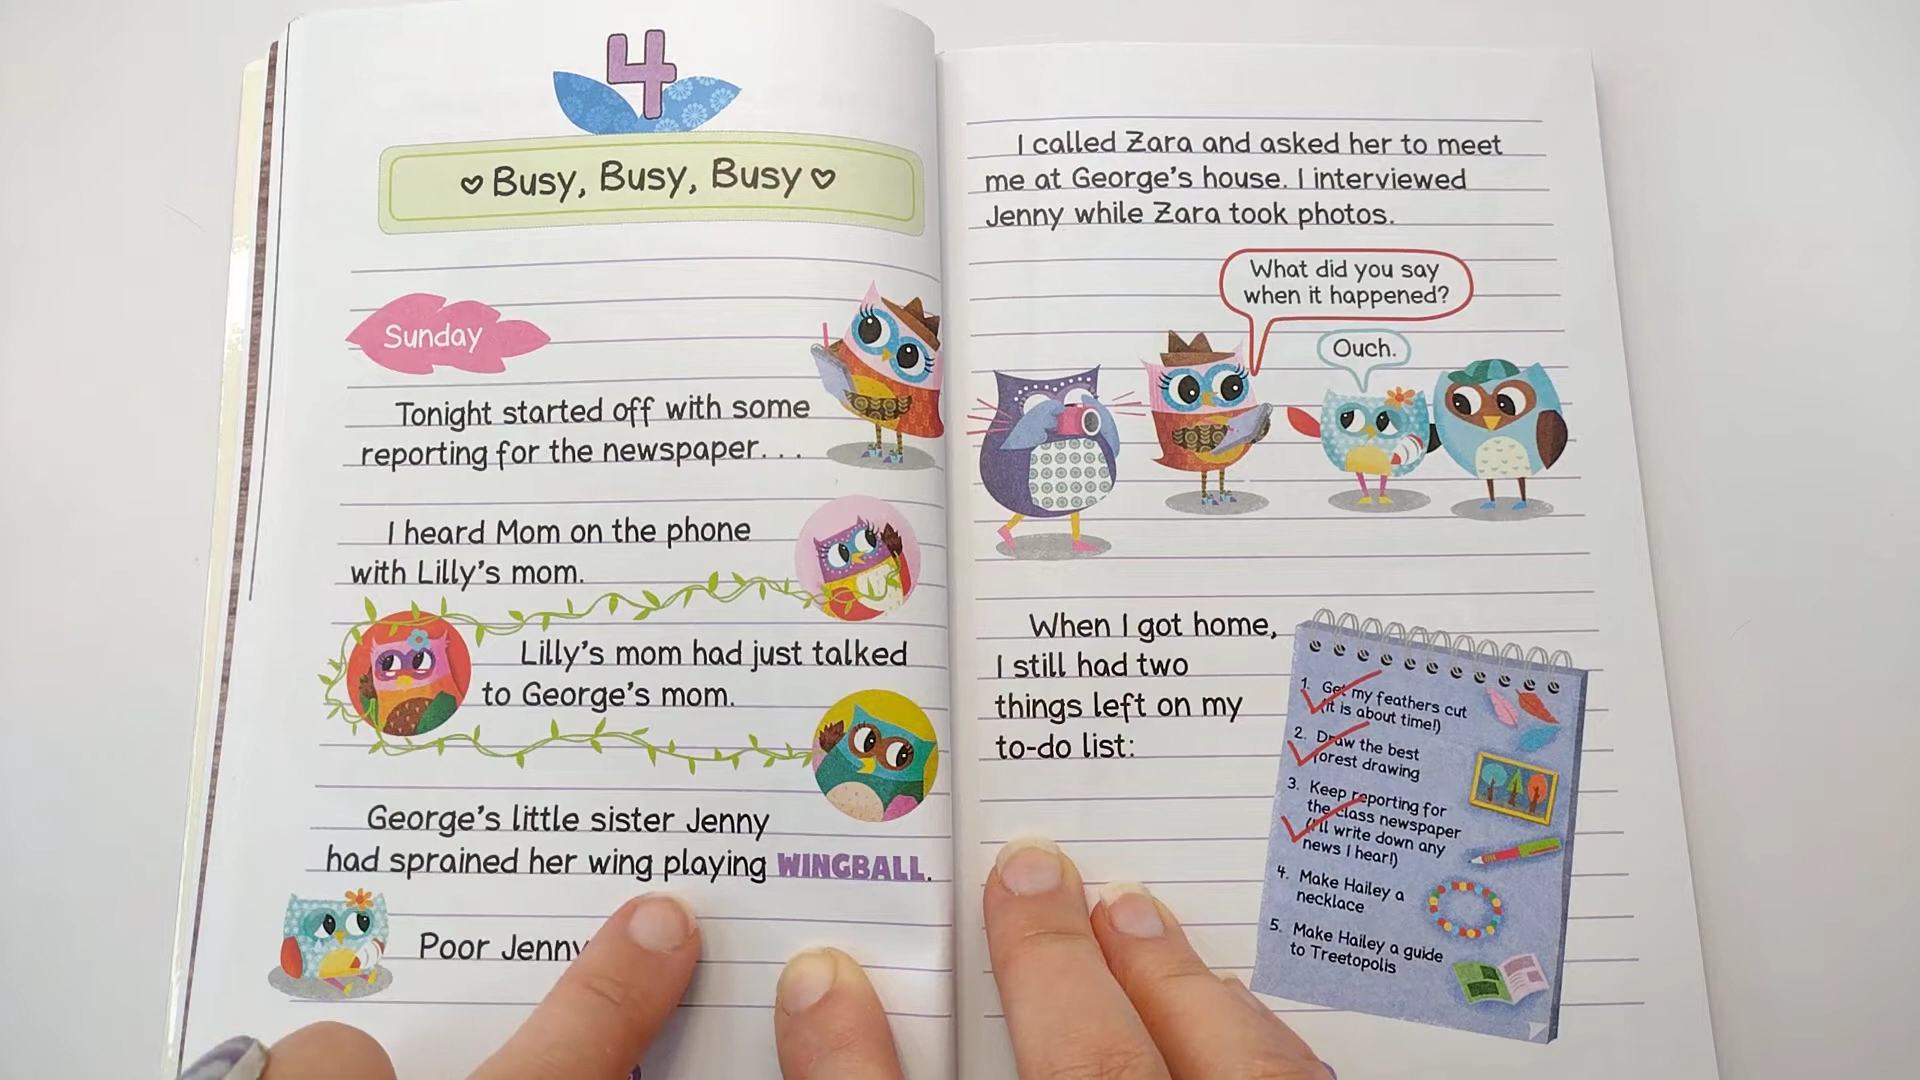 4
♡ Busy, Busy, Busy ♡
Sunday
Tonight started off with some
reporting for the newspaper. . .
I heard Mom on the phone
with Lilly's mom.
Lilly's mom had just talked
to George's mom.
George's little sister Jenny
had sprained her wing playing WINGBALL.
Poor Jenny
I called Zara and asked her to meet
me at George's house. I interviewed
Jenny while Zara took photos.
What did you say
when it happened?
Ouch.
When I got home,
I still had two
things left on my
to-do list:
1. Get my feathers cut
(it is about time!)
2. Draw the best
forest drawing
3. Keep reporting for
the class newspaper
(I'll write down any
news I hear!)
4. Make Hailey a
necklace
5. Make Hailey a guide
to Treetopolis